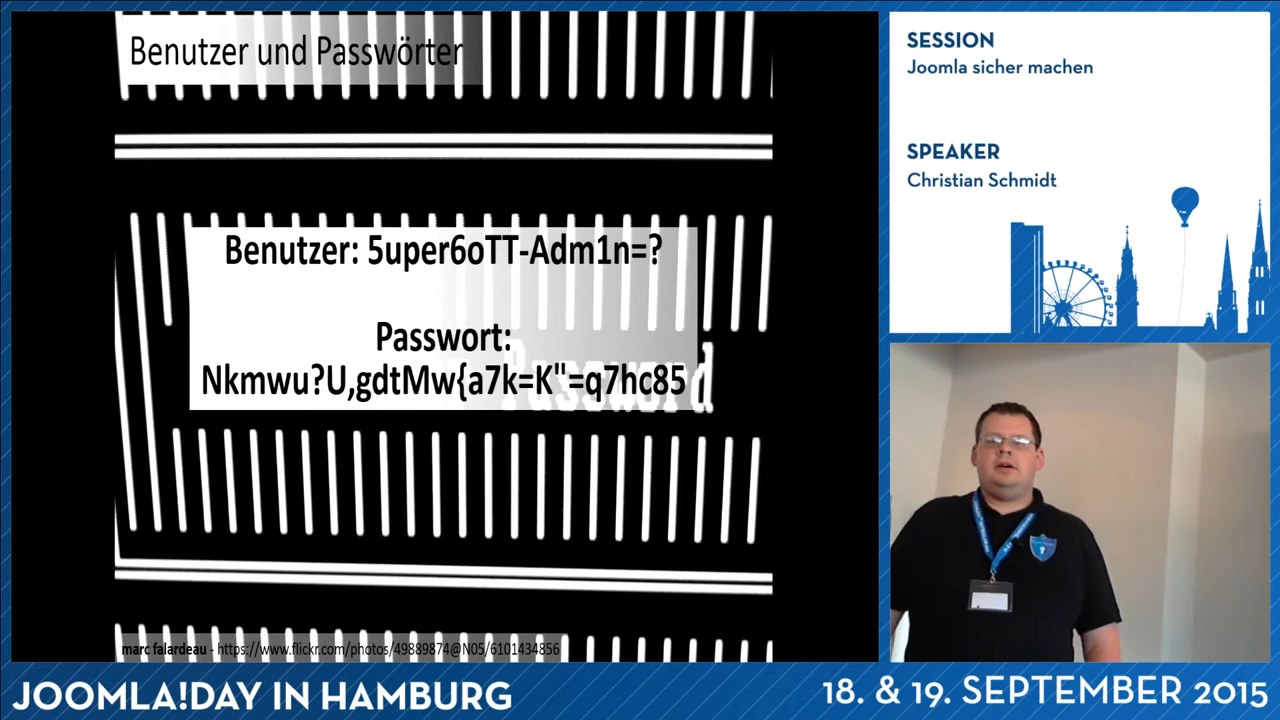 Benutzer und Passwörter
Benutzer: 5uper6oTT-Adm1n=?
Passwort:
Nkmwu?U,gdtMw{a7k=K"=q7hc85
Password
marc falardeau - https://www.flickr.com/photos/49889874@N05/6101434856
SESSION
Joomla sicher machen
SPEAKER
Christian Schmidt
JOOMLA!DAY IN HAMBURG
18. & 19. SEPTEMBER 2015